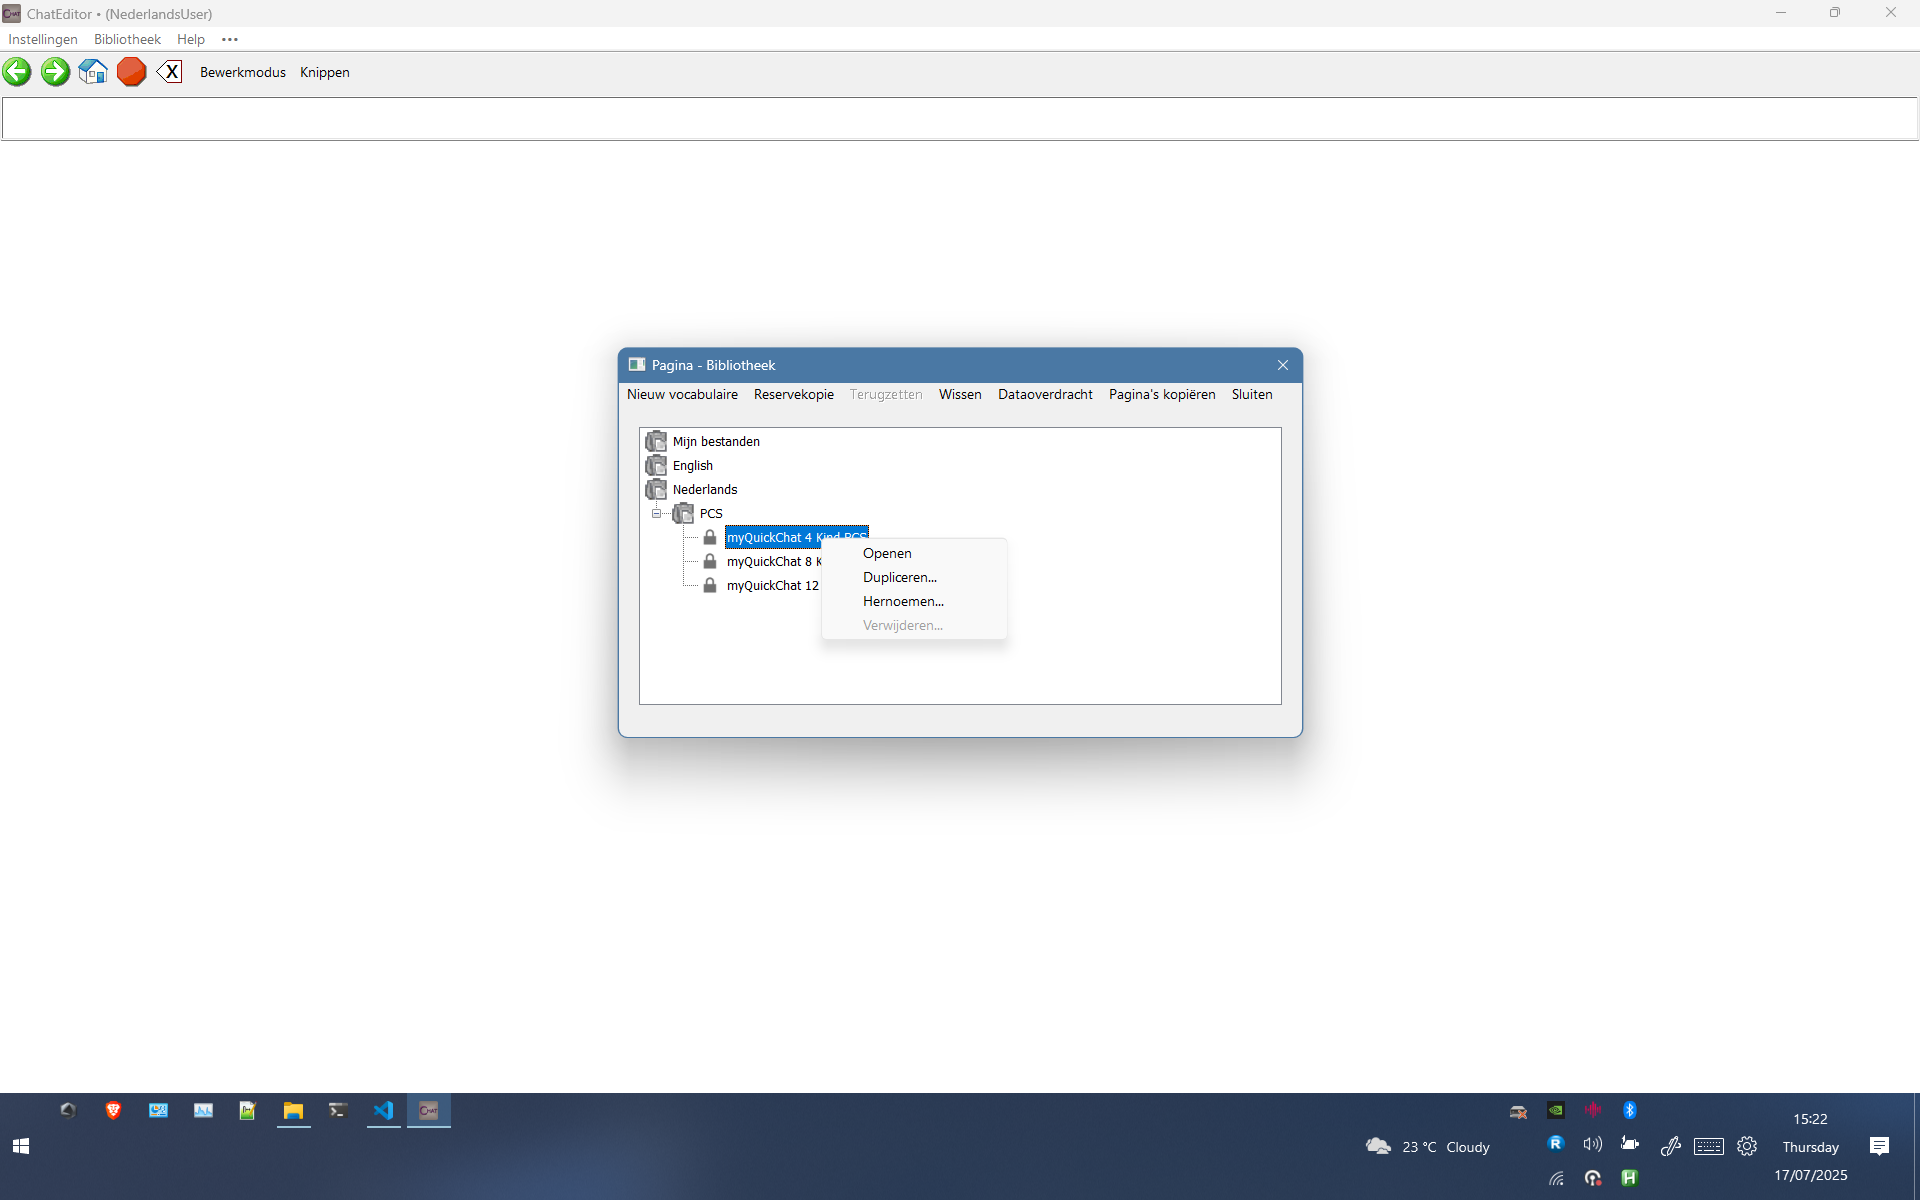 ChatEditor • (NederlandsUser)
Instellingen Bibliotheek Help •••
X Bewerkmodus Knippen
Pagina - Bibliotheek
Nieuw vocabulaire Reservekopie Terugzetten Wissen Dataoverdracht Pagina's kopiëren Sluiten
Mijn bestanden
English
Nederlands
PCS
myQuickChat 4 Kind PCS
myQuickChat 8 K
myQuickChat 12
Openen
Dupliceren...
Hernoemen...
Verwijderen...
23 °C Cloudy
15:22
Thursday
17/07/2025